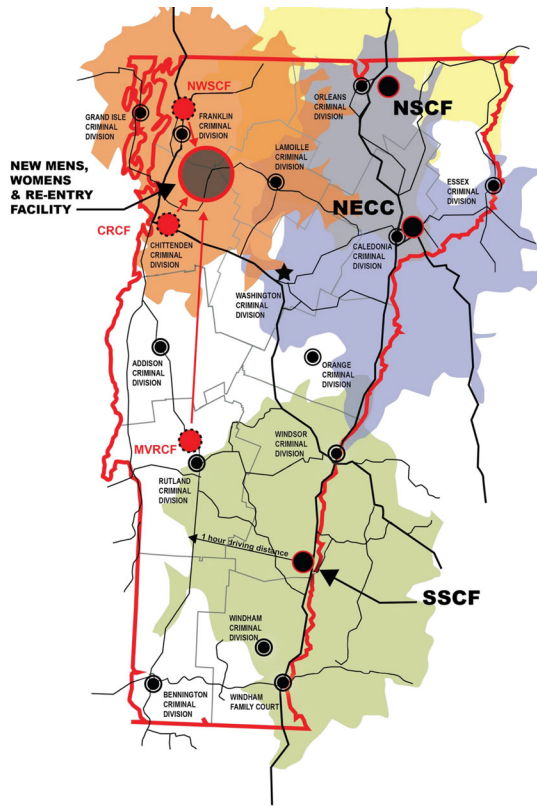 NWSCF
ORLEANS
CRIMINAL
DIVISION
NSCF
GRAND ISLE
CRIMINAL
DIVISION
FRANKLIN
CRIMINAL
DIVISION
LAMOILLE
CRIMINAL
DIVISION
NEW MENS,
WOMENS
& RE-ENTRY
FACILITY
ESSEX
CRIMINAL
DIVISION
NECC
CRCF
CHITTENDEN
CRIMINAL
DIVISION
CALEDONIA
CRIMINAL
DIVISION
WASHINGTON
CRIMINAL
DIVISION
ADDISON
CRIMINAL
DIVISION
ORANGE
CRIMINAL
DIVISION
MVRCF
WINDSOR
CRIMINAL
DIVISION
RUTLAND
CRIMINAL
DIVISION
1 hour driving distance
SSCF
WINDHAM
CRIMINAL
DIVISION
BENNINGTON
CRIMINAL
DIVISION
WINDHAM
FAMILY COURT